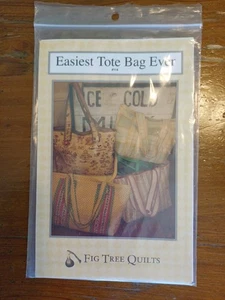 Easiest Tote Bag Ever
ICE COLD
FIG TREE QUILTS